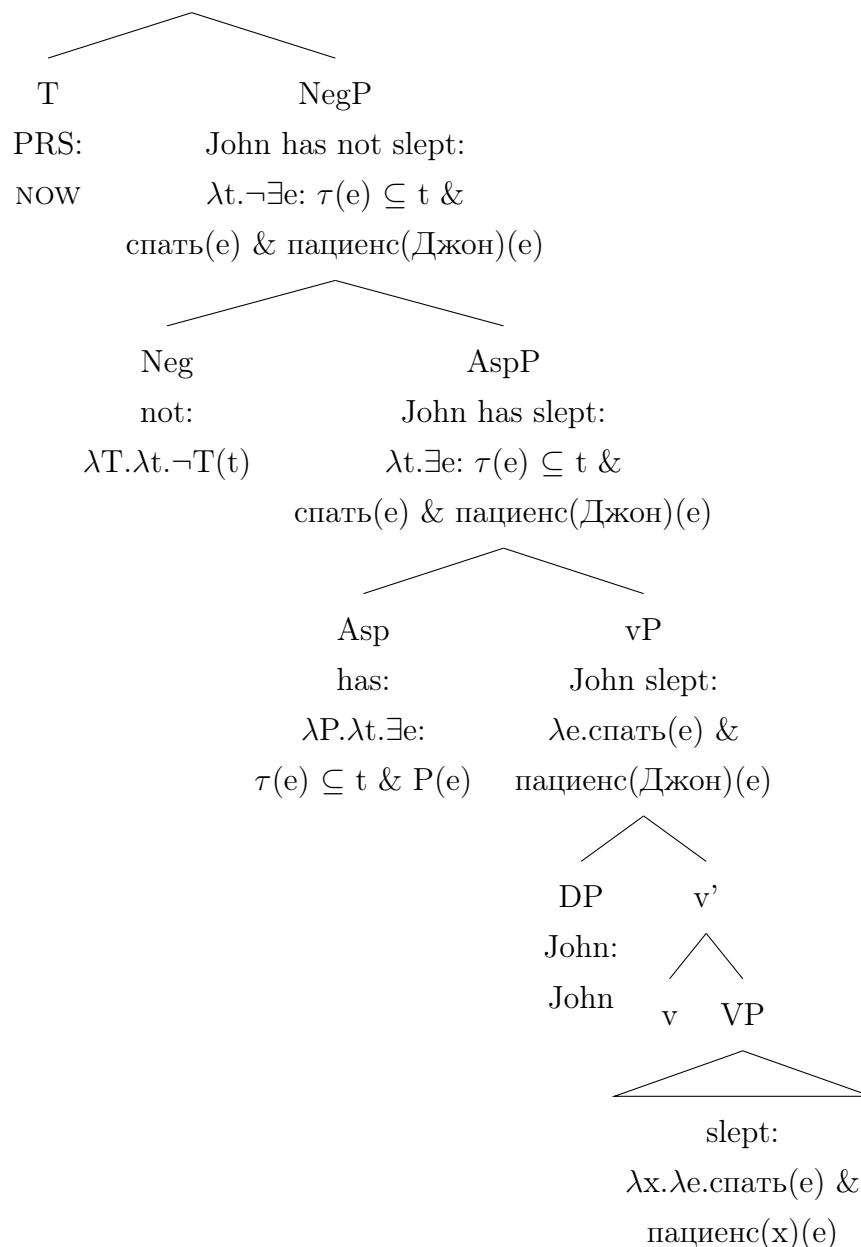 T NegP
PRS: John has not slept:
NOW λt.¬∃e: τ(e) ⊆ t &
спать(e) & пациенс(Джон)(e)
Neg AspP
not: John has slept:
λT.λt.¬T(t) λt.∃e: τ(e) ⊆ t &
спать(e) & пациенс(Джон)(e)
Asp vP
has: John slept:
λP.λt.∃e: λe.спать(e) &
τ(e) ⊆ t & P(e) пациенс(Джон)(e)
DP v’
John:
John v VP
slept:
λx.λe.спать(e) &
пациенс(x)(e)